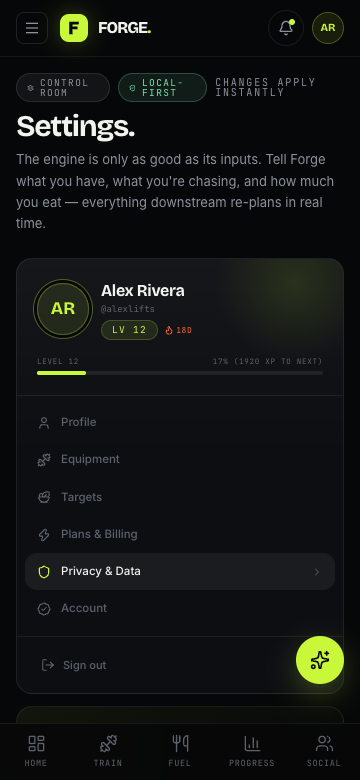 F FORGE.
AR
CONTROL ROOM
LOCAL-FIRST
CHANGES APPLY INSTANTLY
Settings.
The engine is only as good as its inputs. Tell Forge
what you have, what you're chasing, and how much
you eat — everything downstream re-plans in real
time.
AR
Alex Rivera
@alexlifts
LV 12
18D
LEVEL 12
17% (1920 XP TO NEXT)
Profile
Equipment
Targets
Plans & Billing
Privacy & Data
Account
Sign out
HOME
TRAIN
FUEL
PROGRESS
SOCIAL